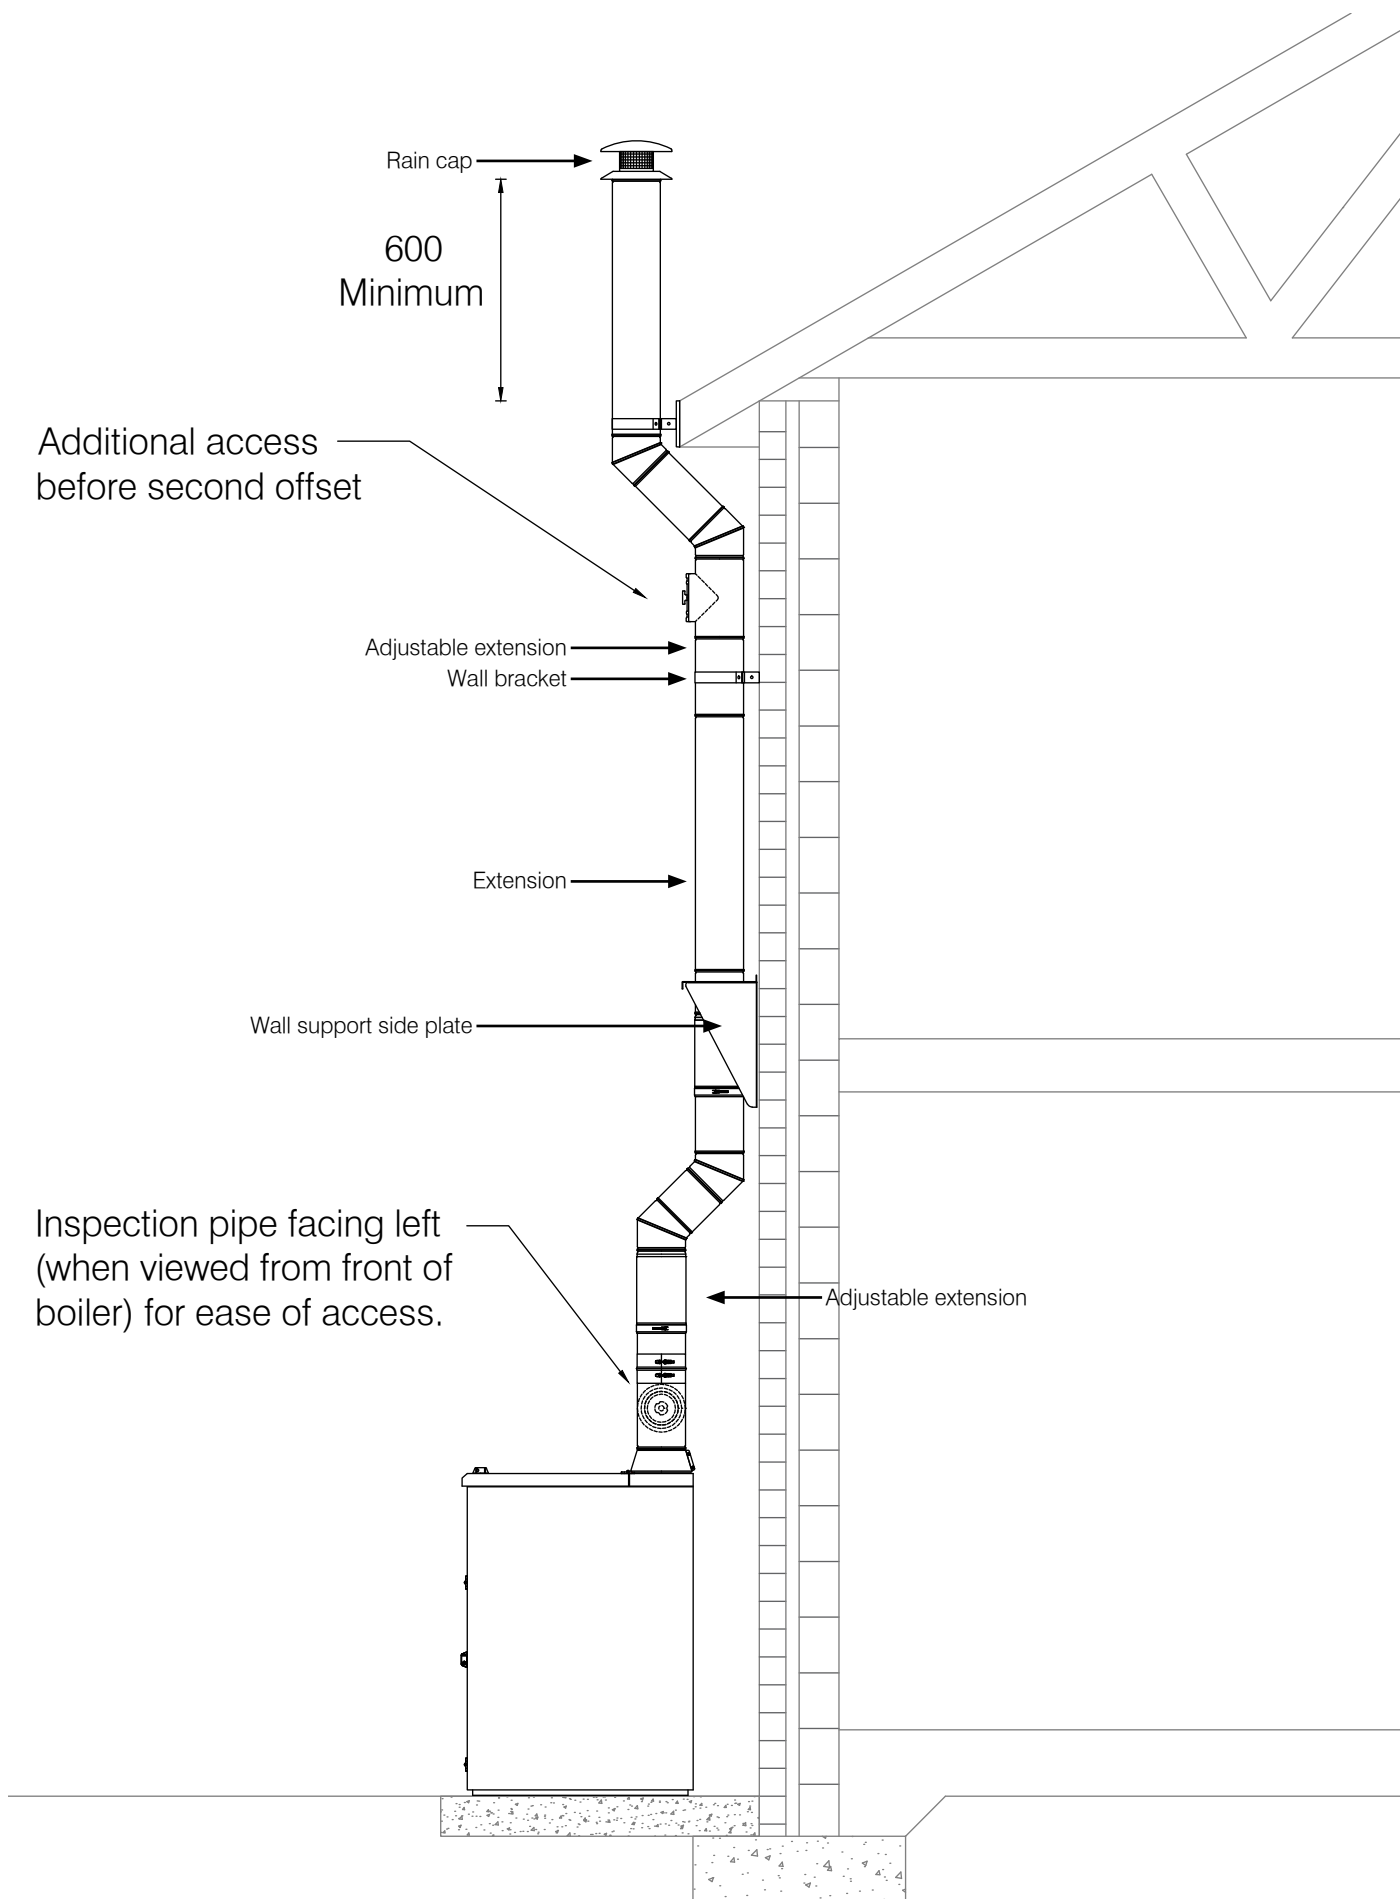 Rain cap
600
Minimum
Additional access
before second offset
Adjustable extension
Wall bracket
Extension
Wall support side plate
Inspection pipe facing left
(when viewed from front of
boiler) for ease of access.
Adjustable extension